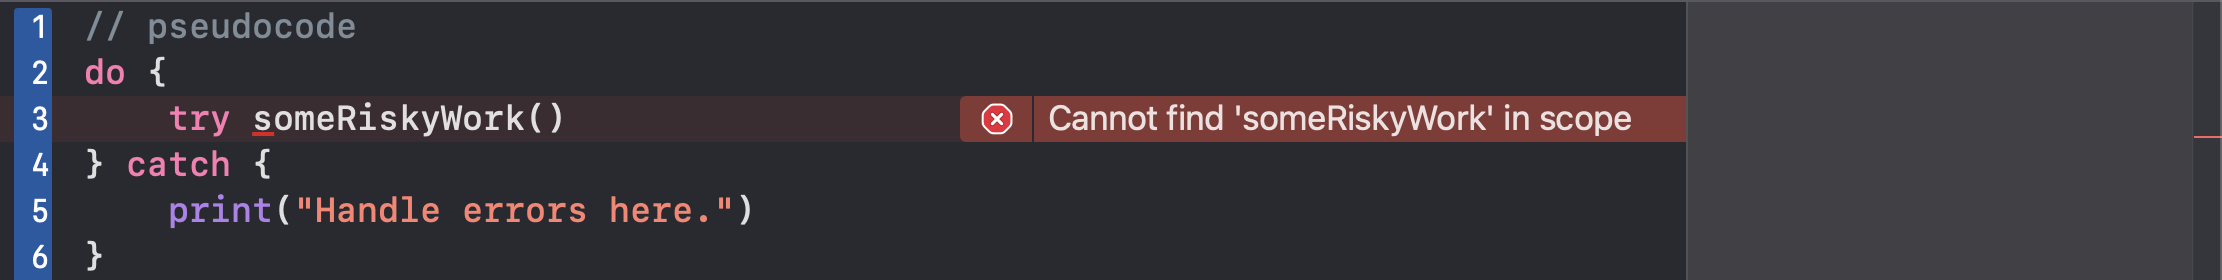 1 // pseudocode
2 do {
3 try someRiskyWork() Cannot find 'someRiskyWork' in scope
4 } catch {
5 print("Handle errors here.")
6 }